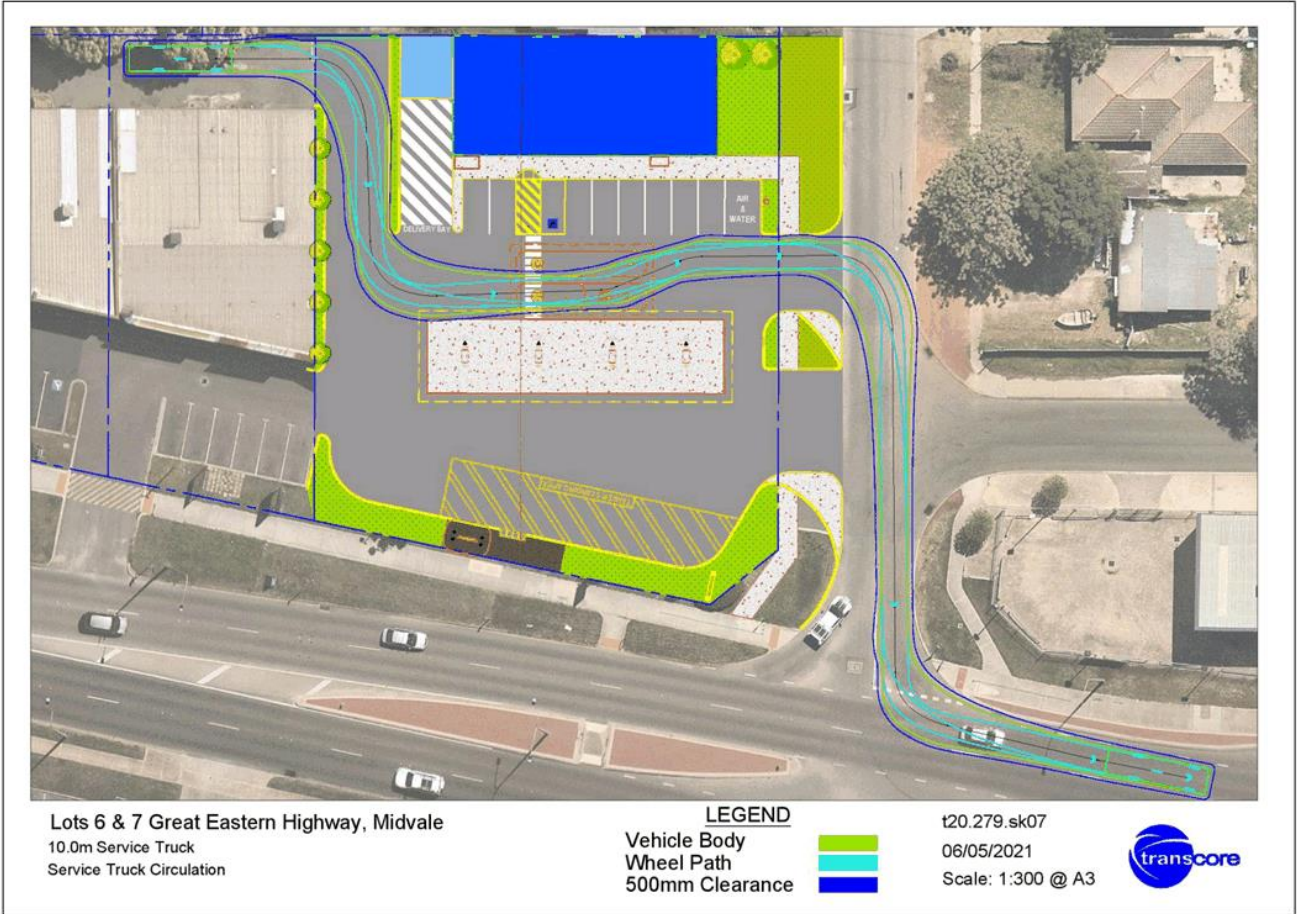 AIR
&
WATER
DELIVERY BAY
Lots 6 & 7 Great Eastern Highway, Midvale
10.0m Service Truck
Service Truck Circulation
LEGEND
Vehicle Body
Wheel Path
500mm Clearance
t20.279.sk07
06/05/2021
Scale: 1:300 @ A3
transcore